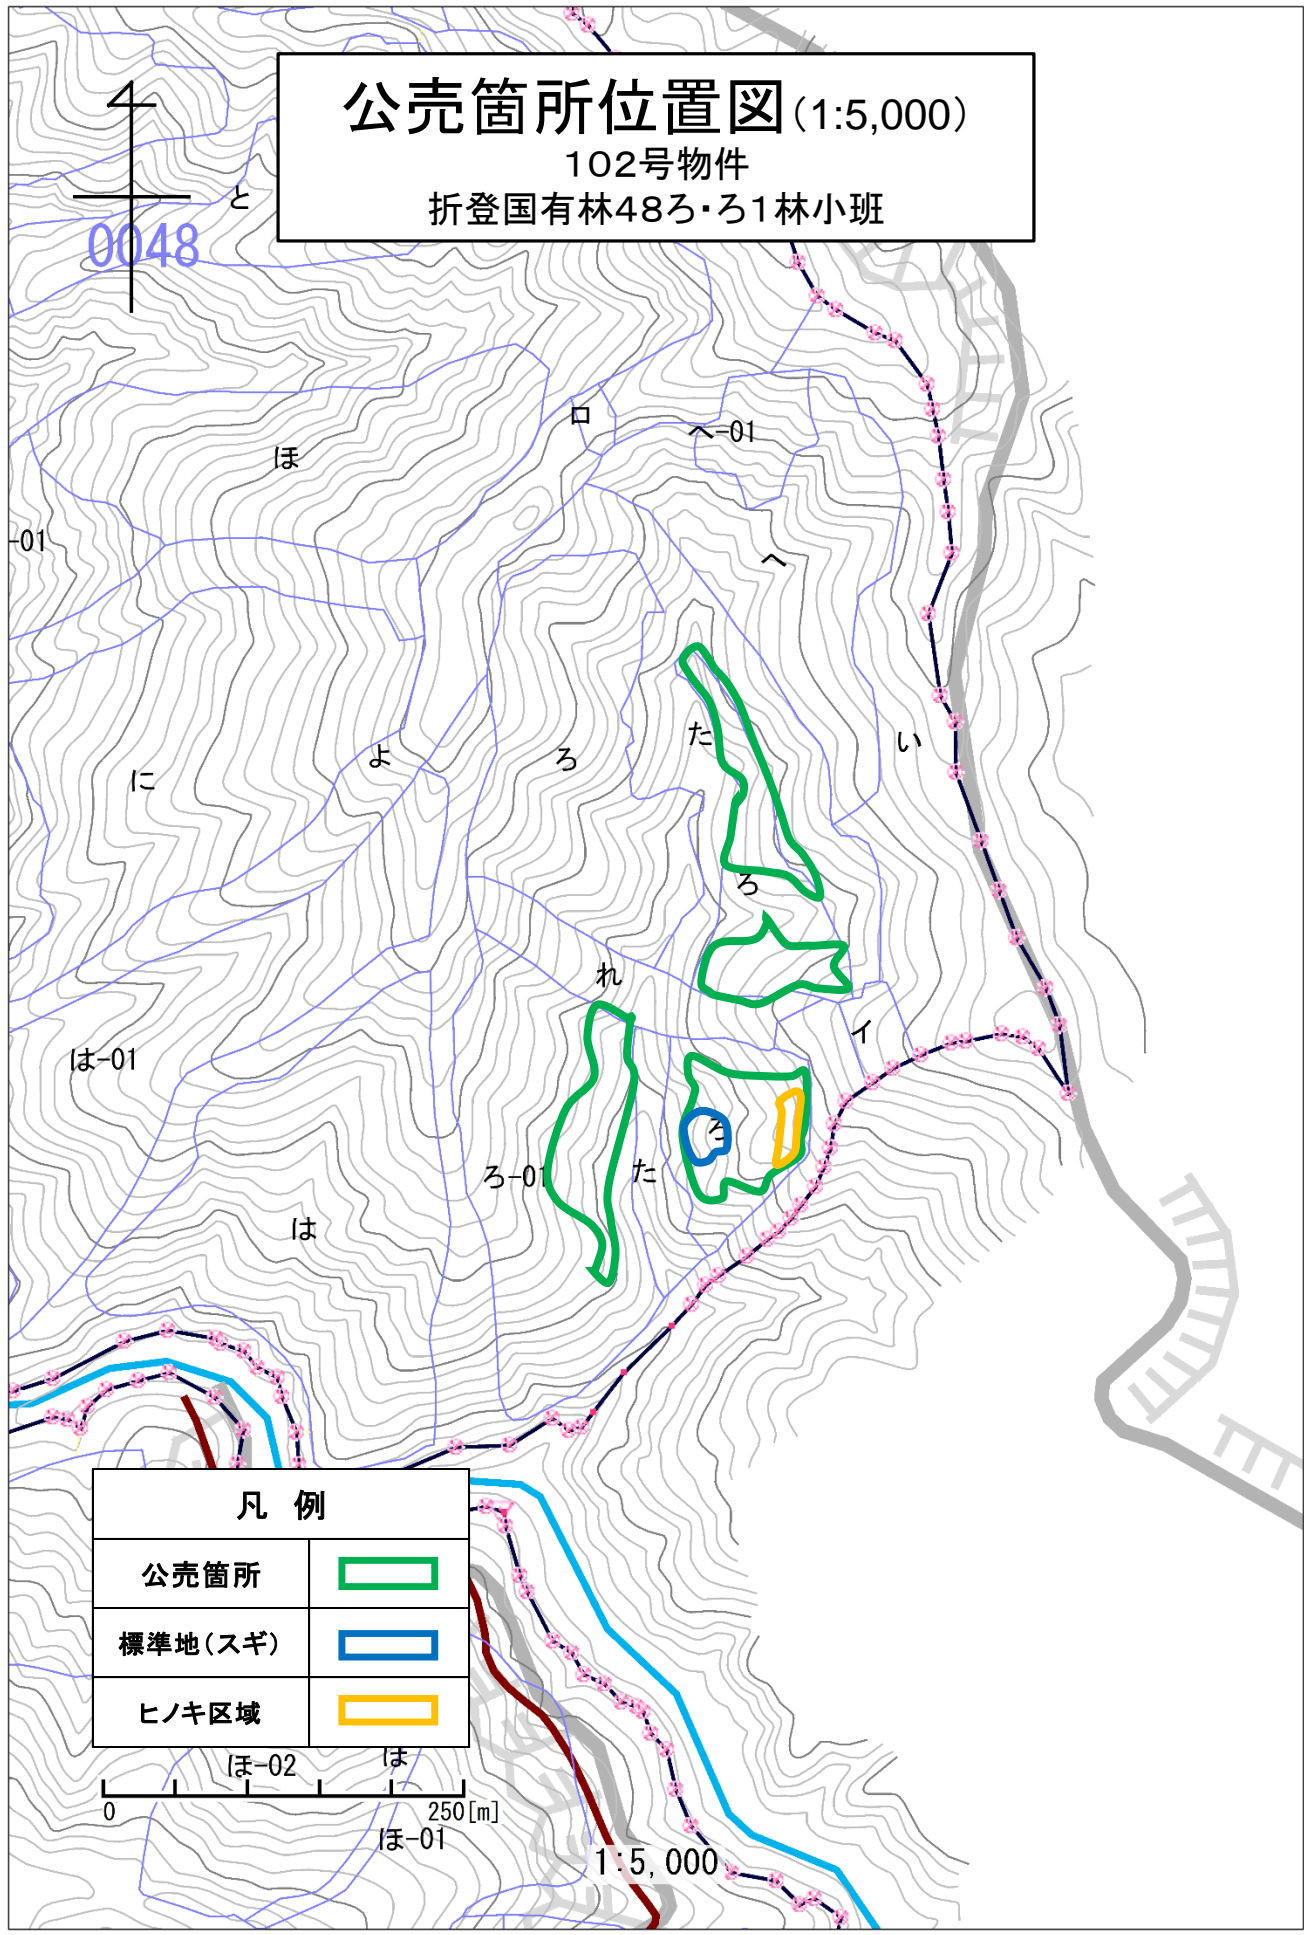 公売箇所位置図（1:5,000）
102号物件
折登国有林48ろ・ろ1林小班
と
0048
ロ
へ-01
ほ
-01
へ
た
い
に
よ
ろ
ろ
れ
イ
は-01
ろ
ろ-01
た
は
凡 例
公売箇所
標準地（スギ）
ヒノキ区域
ほ-02
は
0
250[m]
ほ-01
1:5,000